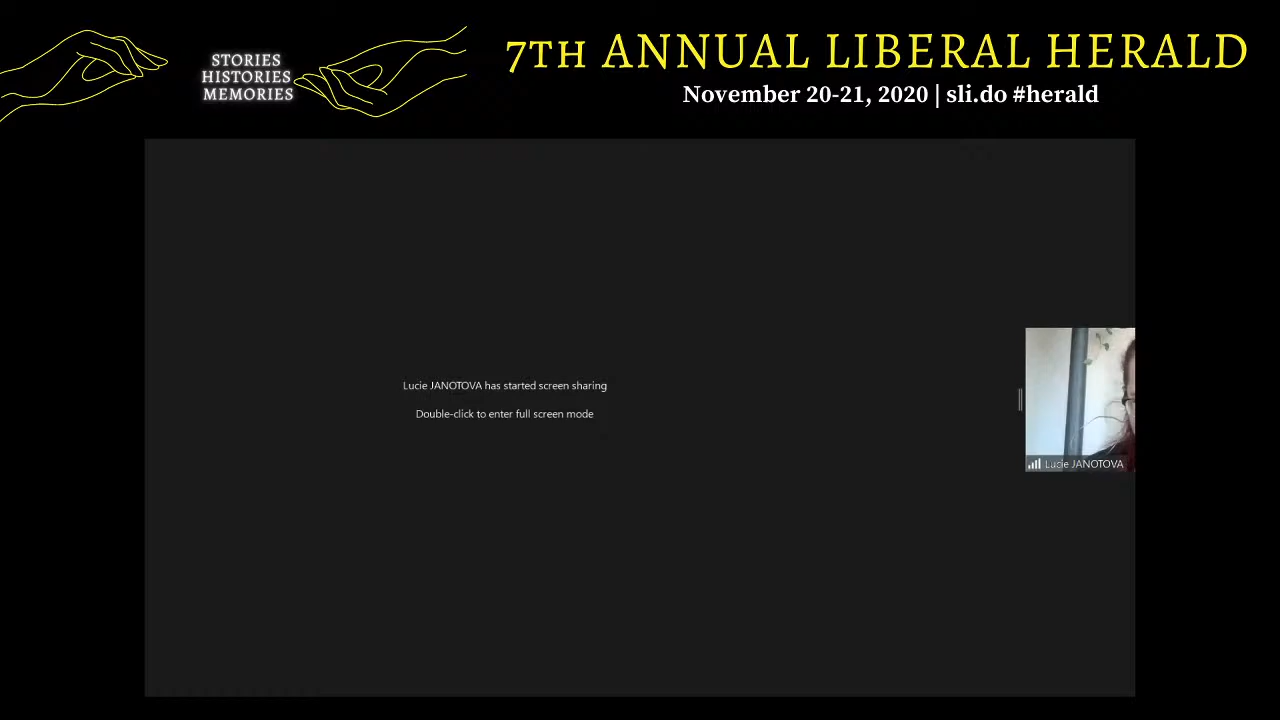 STORIES
HISTORIES
MEMORIES
7TH ANNUAL LIBERAL HERALD
November 20-21, 2020 | sli.do #herald
Lucie JANOTOVA has started screen sharing
Double-click to enter full screen mode
Lucie JANOTOVA